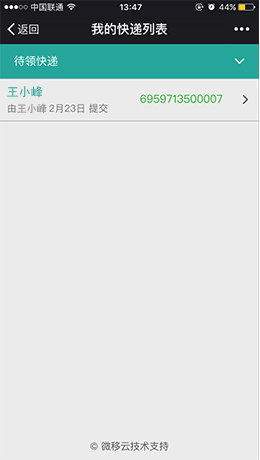 中国联通 13:47 44%
返回 我的快递列表
待领快递
王小峰
由王小峰 2月23日 提交 6959713500007
© 微移云技术支持